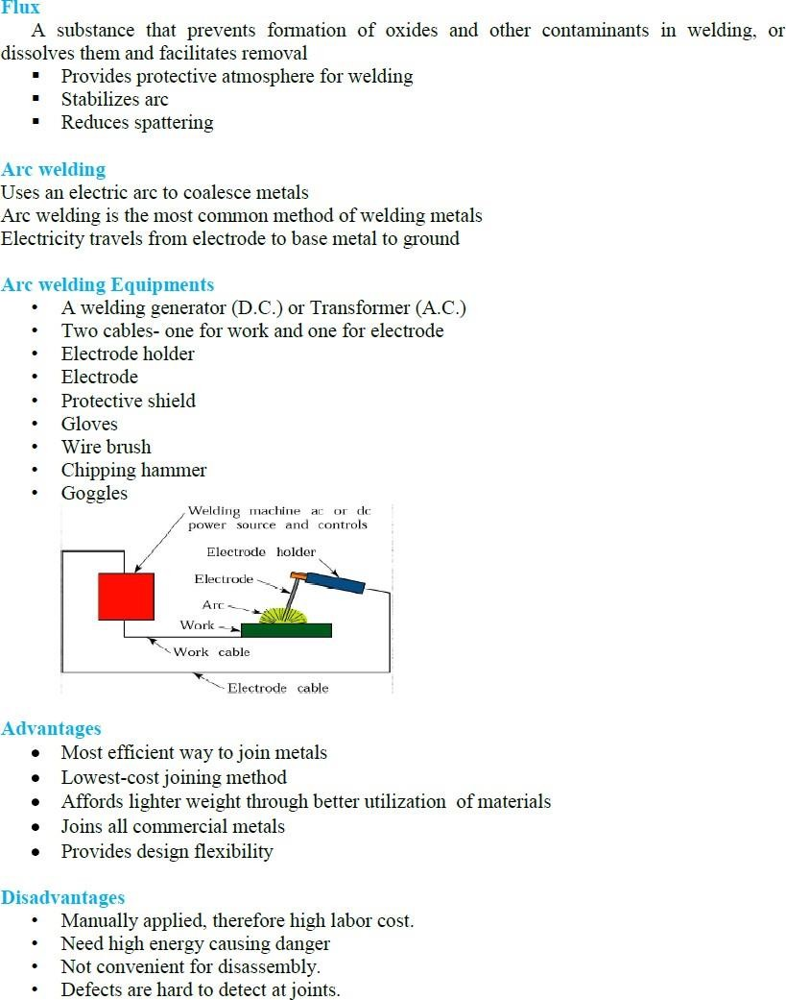 Flux
A substance that prevents formation of oxides and other contaminants in welding, or
dissolves them and facilitates removal
▪ Provides protective atmosphere for welding
▪ Stabilizes arc
▪ Reduces spattering
Arc welding
Uses an electric arc to coalesce metals
Arc welding is the most common method of welding metals
Electricity travels from electrode to base metal to ground
Arc welding Equipments
• A welding generator (D.C.) or Transformer (A.C.)
• Two cables- one for work and one for electrode
• Electrode holder
• Electrode
• Protective shield
• Gloves
• Wire brush
• Chipping hammer
• Goggles
Welding machine ac or dc
power source and controls
Electrode holder
Electrode
Arc
Work
Work cable
Electrode cable
Advantages
• Most efficient way to join metals
• Lowest-cost joining method
• Affords lighter weight through better utilization of materials
• Joins all commercial metals
• Provides design flexibility
Disadvantages
• Manually applied, therefore high labor cost.
• Need high energy causing danger
• Not convenient for disassembly.
• Defects are hard to detect at joints.